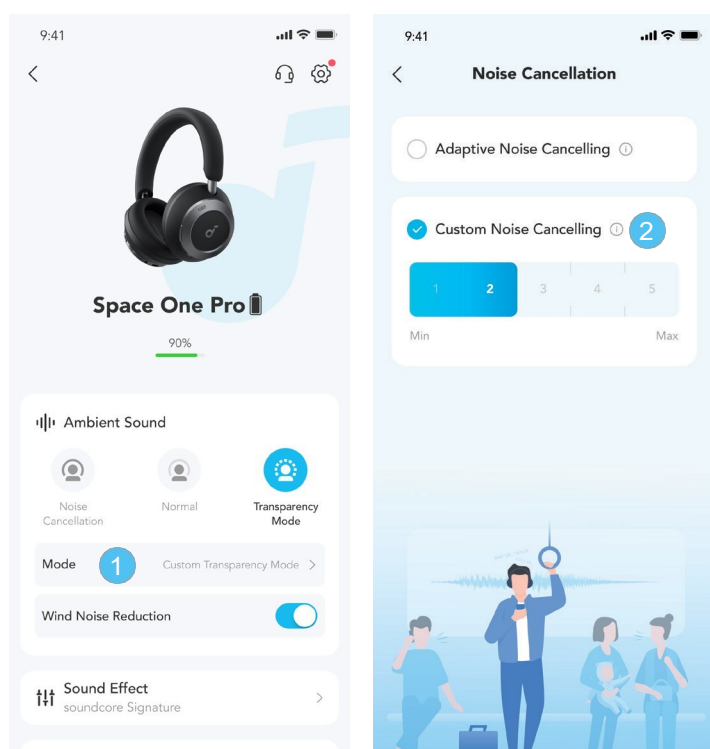 9:41
Space One Pro
90%
Ambient Sound
Noise Cancellation
Normal
Transparency Mode
Mode
1
Custom Transparency Mode
Wind Noise Reduction
Sound Effect
soundcore Signature
9:41
Noise Cancellation
Adaptive Noise Cancelling
Custom Noise Cancelling
2
1 2 3 4 5
Min Max